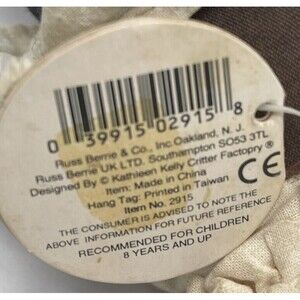 0 39915 02915 8
Russ Berrie & Co., Inc. Oakland, N. J.
Russ Berrie UK LTD. Southampton SO53 3TL
Designed By © Kathleen Kelly Critter Factory ®
Item: Made in China
Hang Tag: Printed in Taiwan
Item No. 2915
CE
THE CONSUMER IS ADVISED TO NOTE THE
ABOVE INFORMATION FOR FUTURE REFERENCE
RECOMMENDED FOR CHILDREN
8 YEARS AND UP